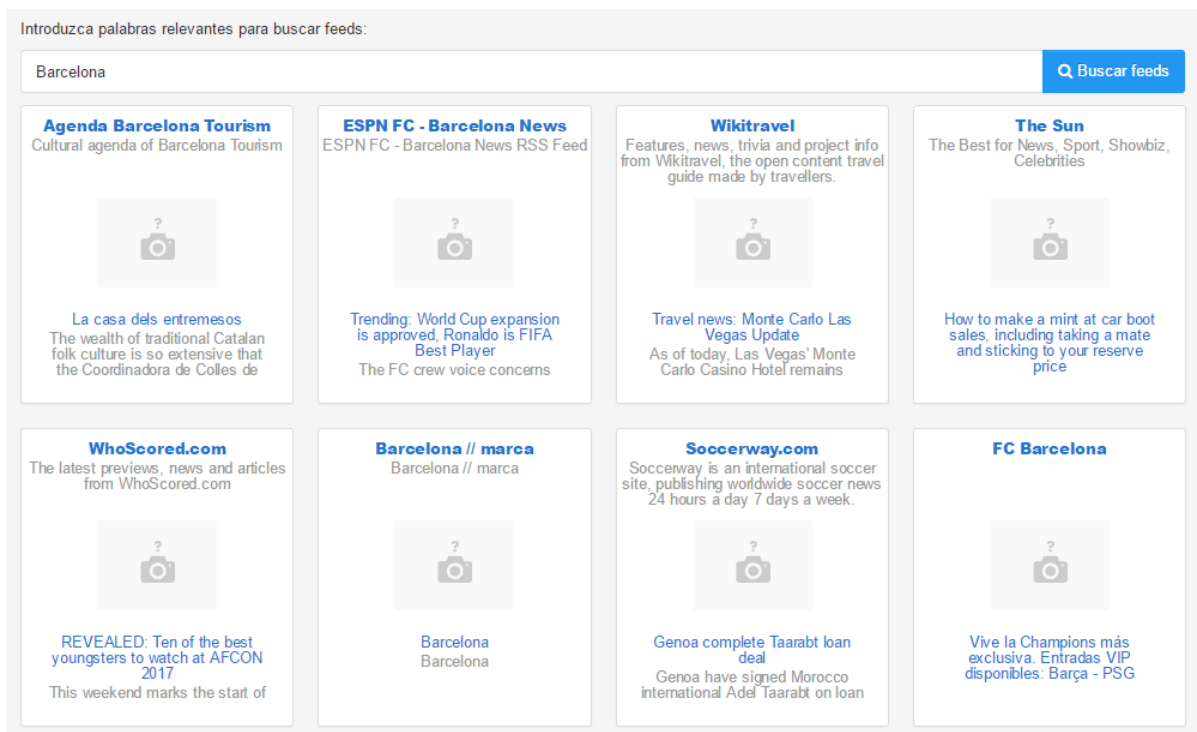 Introduzca palabras relevantes para buscar feeds:
Barcelona
Buscar feeds
Agenda Barcelona Tourism
Cultural agenda of Barcelona Tourism
?
La casa dels entremesos
The wealth of traditional Catalan
folk culture is so extensive that
the Coordinadora de Colles de
ESPN FC - Barcelona News
ESPN FC - Barcelona News RSS Feed
?
Trending: World Cup expansion
is approved, Ronaldo is FIFA
Best Player
The FC crew voice concerns
Wikitravel
Features, news, trivia and project info
from Wikitravel, the open content travel
guide made by travellers.
?
Travel news: Monte Carlo Las
Vegas Update
As of today, Las Vegas' Monte
Carlo Casino Hotel remains
The Sun
The Best for News, Sport, Showbiz,
Celebrities
?
How to make a mint at car boot
sales, including taking a mate
and sticking to your reserve
price
WhoScored.com
The latest previews, news and articles
from WhoScored.com
?
REVEALED: Ten of the best
youngsters to watch at AFCON
2017
This weekend marks the start of
Barcelona // marca
Barcelona // marca
?
Barcelona
Barcelona
Soccerway.com
Soccerway is an international soccer
site, publishing worldwide soccer news
24 hours a day 7 days a week.
?
Genoa complete Taarabt loan
deal
Genoa have signed Morocco
international Adel Taarabt on loan
FC Barcelona
?
Vive la Champions más
exclusiva. Entradas VIP
disponibles: Barça - PSG